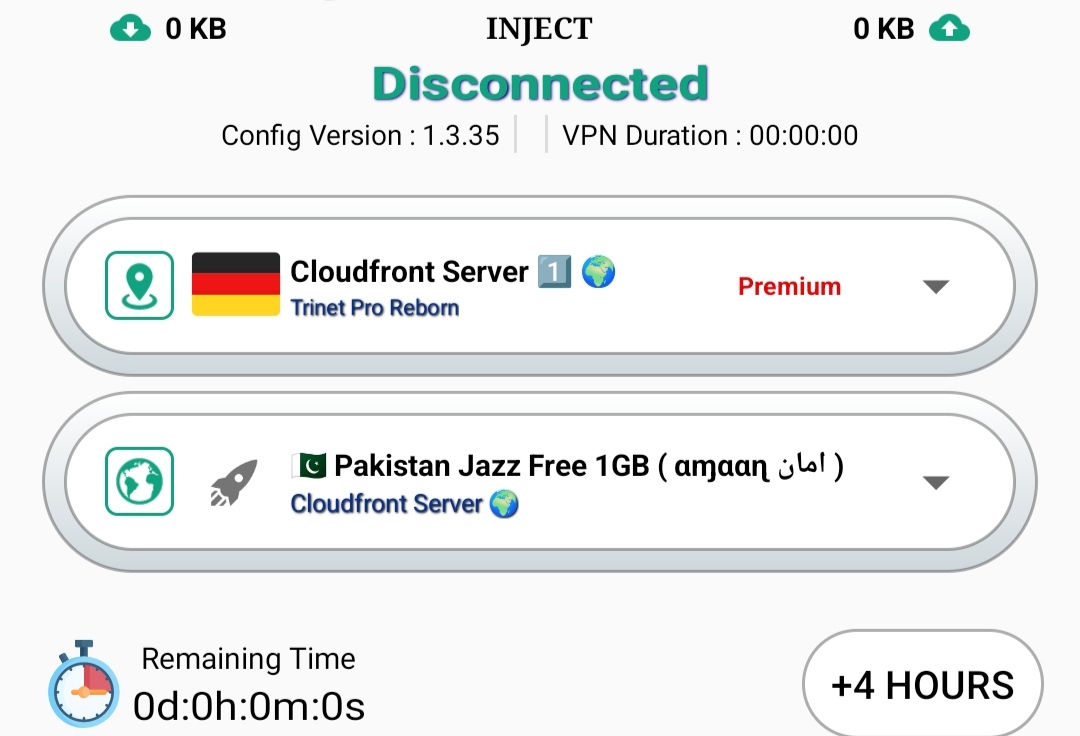 0 KB INJECT 0 KB
Disconnected
Config Version : 1.3.35 VPN Duration : 00:00:00
Cloudfront Server 1️⃣ 🌍 Premium
Trinet Pro Reborn
🇵🇰 Pakistan Jazz Free 1GB ( αɱααɳ امان )
Cloudfront Server 🌍
Remaining Time
0d:0h:0m:0s
+4 HOURS